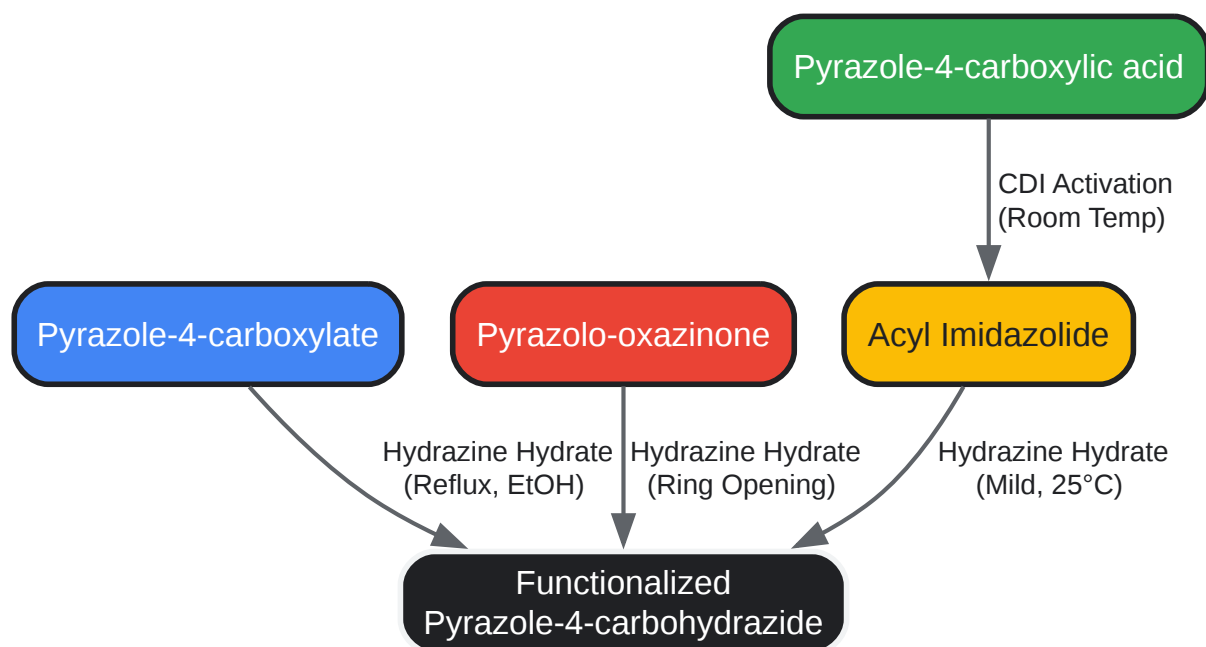 Pyrazole-4-carboxylic acid
CDI Activation
(Room Temp)
Pyrazole-4-carboxylate
Pyrazolo-oxazinone
Acyl Imidazolide
Hydrazine Hydrate
(Reflux, EtOH)
Hydrazine Hydrate
(Ring Opening)
Hydrazine Hydrate
(Mild, 25°C)
Functionalized
Pyrazole-4-carbohydrazide